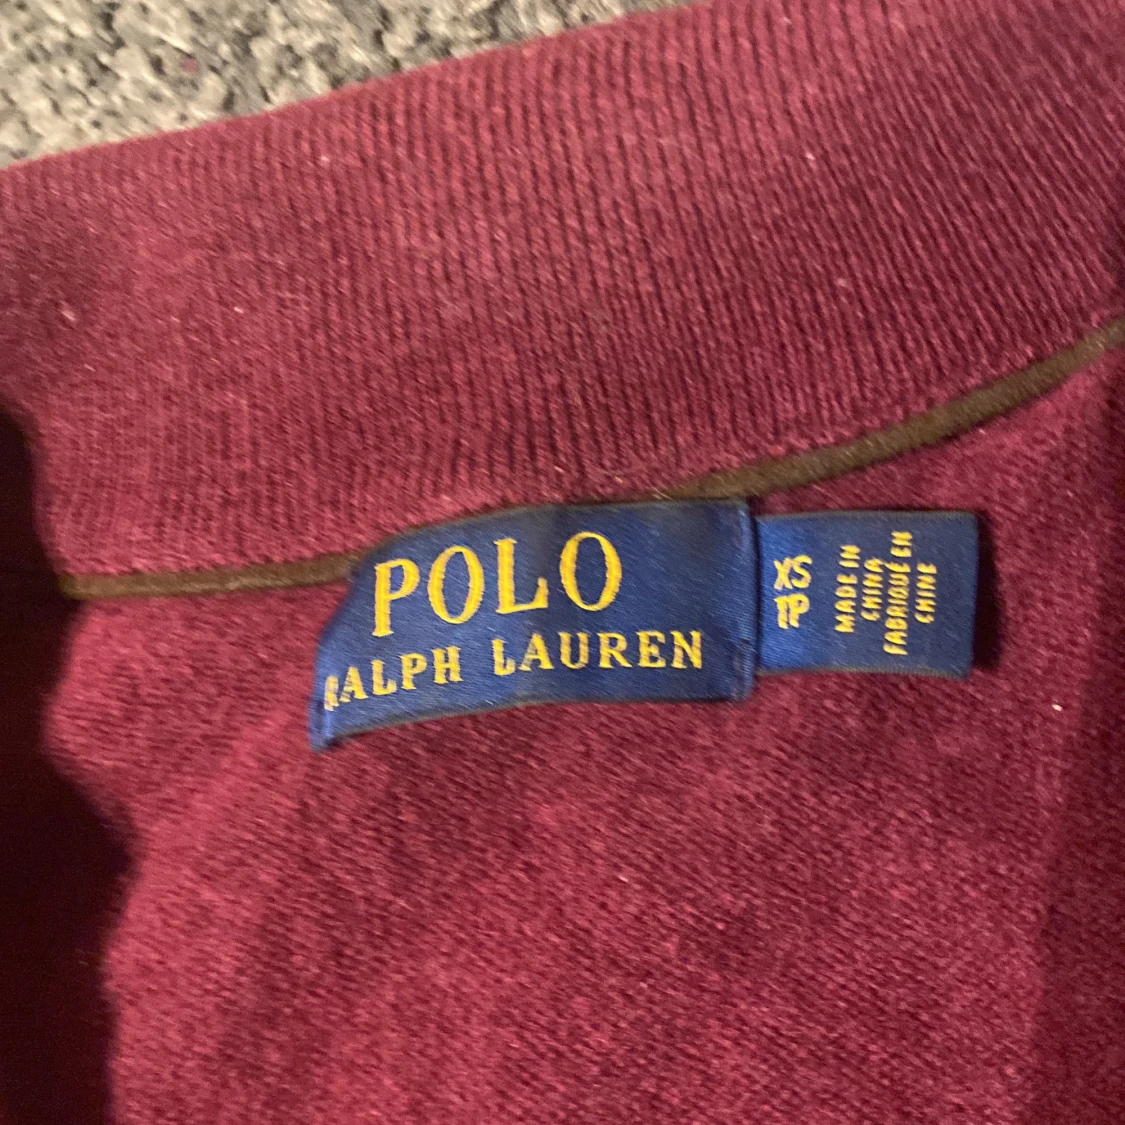 POLO
RALPH LAUREN
XS
TP
MADE IN
CHINA
FABRIQUÉ EN
CHINE